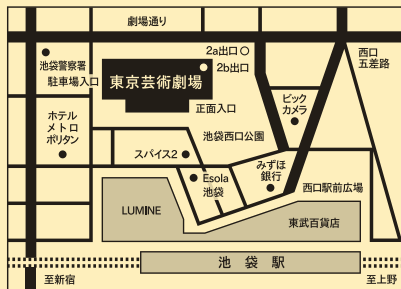 劇場通り
2a出口
西口
五差路
池袋警察署
駐車場入口
東京芸術劇場
2b出口
正面入口
ビック
カメラ
ホテル
メトロ
ポリタン
池袋西口公園
スパイス2
みずほ
銀行
Esola
池袋
西口駅前広場
LUMINE
東武百貨店
池袋駅
至新宿
至上野